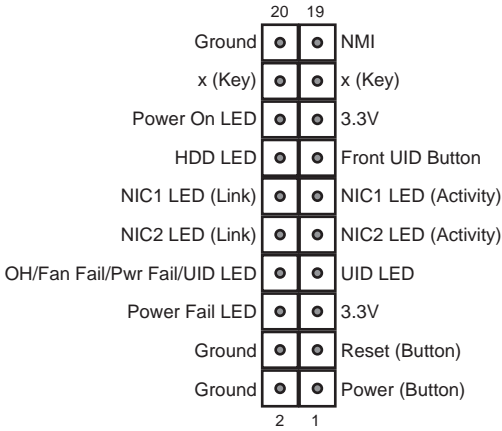 20 19
Ground NMI
x (Key) x (Key)
Power On LED 3.3V
HDD LED Front UID Button
NIC1 LED (Link) NIC1 LED (Activity)
NIC2 LED (Link) NIC2 LED (Activity)
OH/Fan Fail/Pwr Fail/UID LED UID LED
Power Fail LED 3.3V
Ground Reset (Button)
Ground Power (Button)
2 1